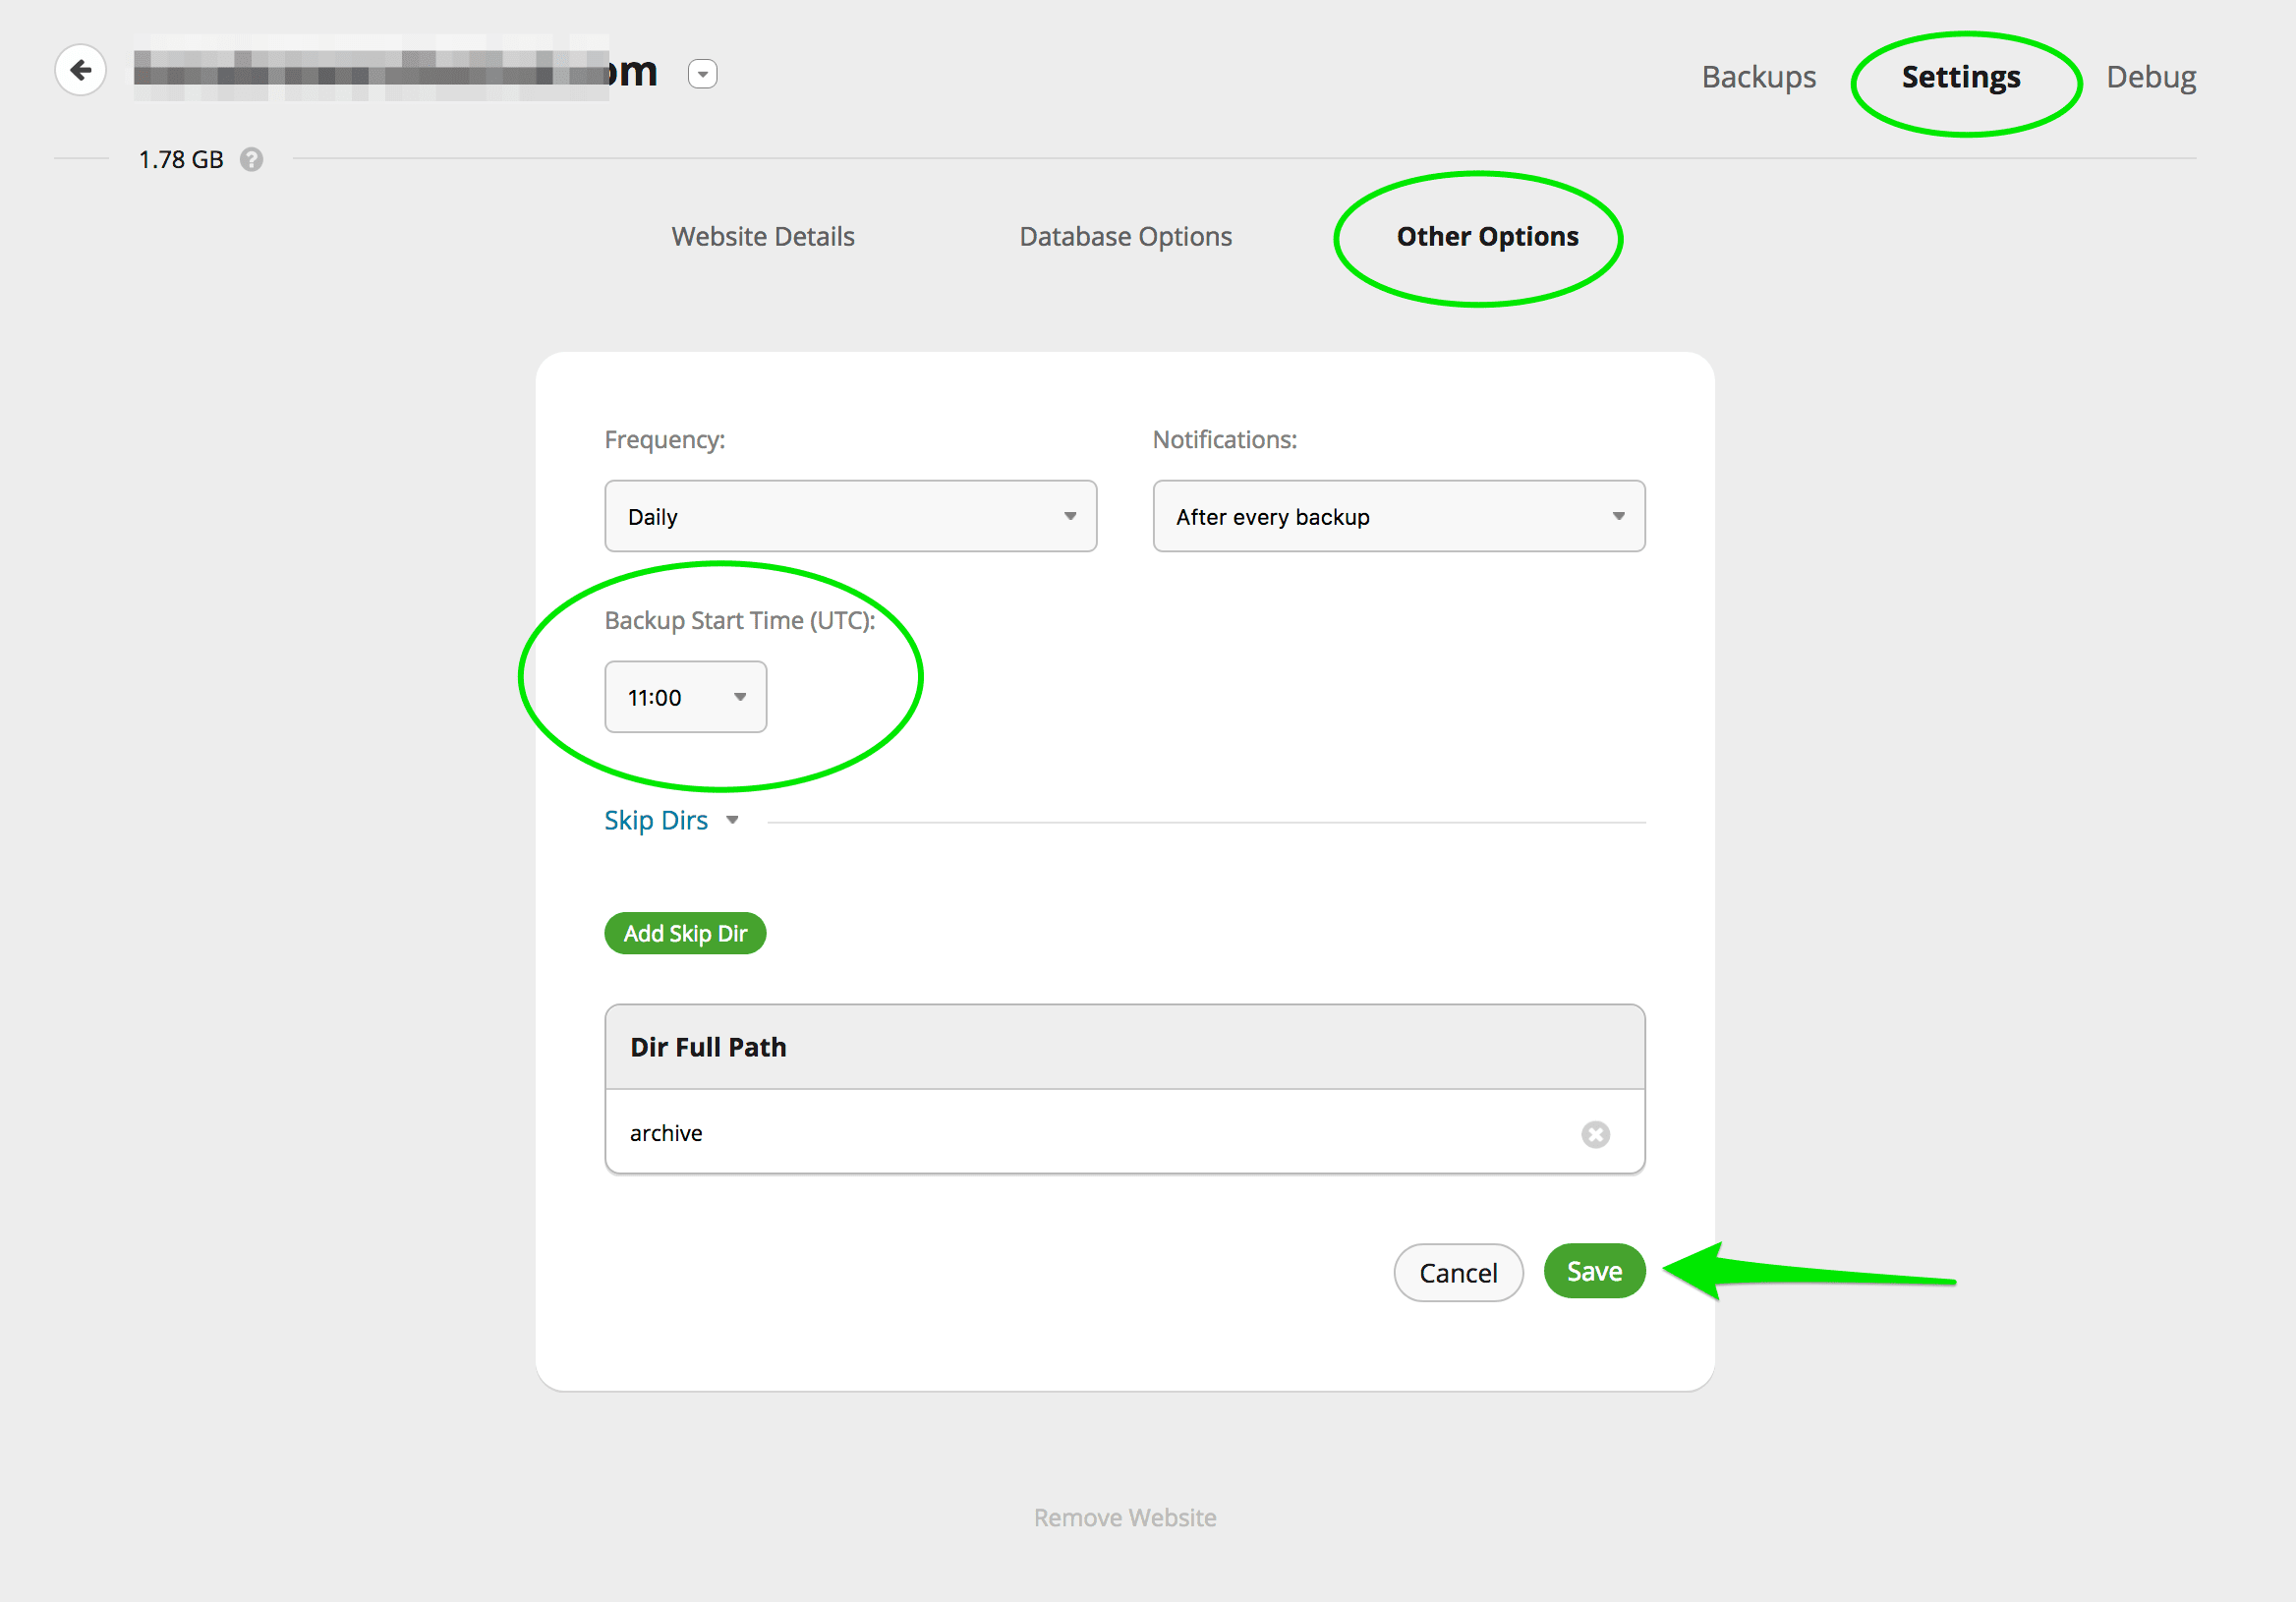 Backups Settings Debug
1.78 GB ?
Website Details Database Options Other Options
Frequency: Notifications:
Daily After every backup
Backup Start Time (UTC):
11:00
Skip Dirs
Add Skip Dir
Dir Full Path
archive
Cancel Save
Remove Website